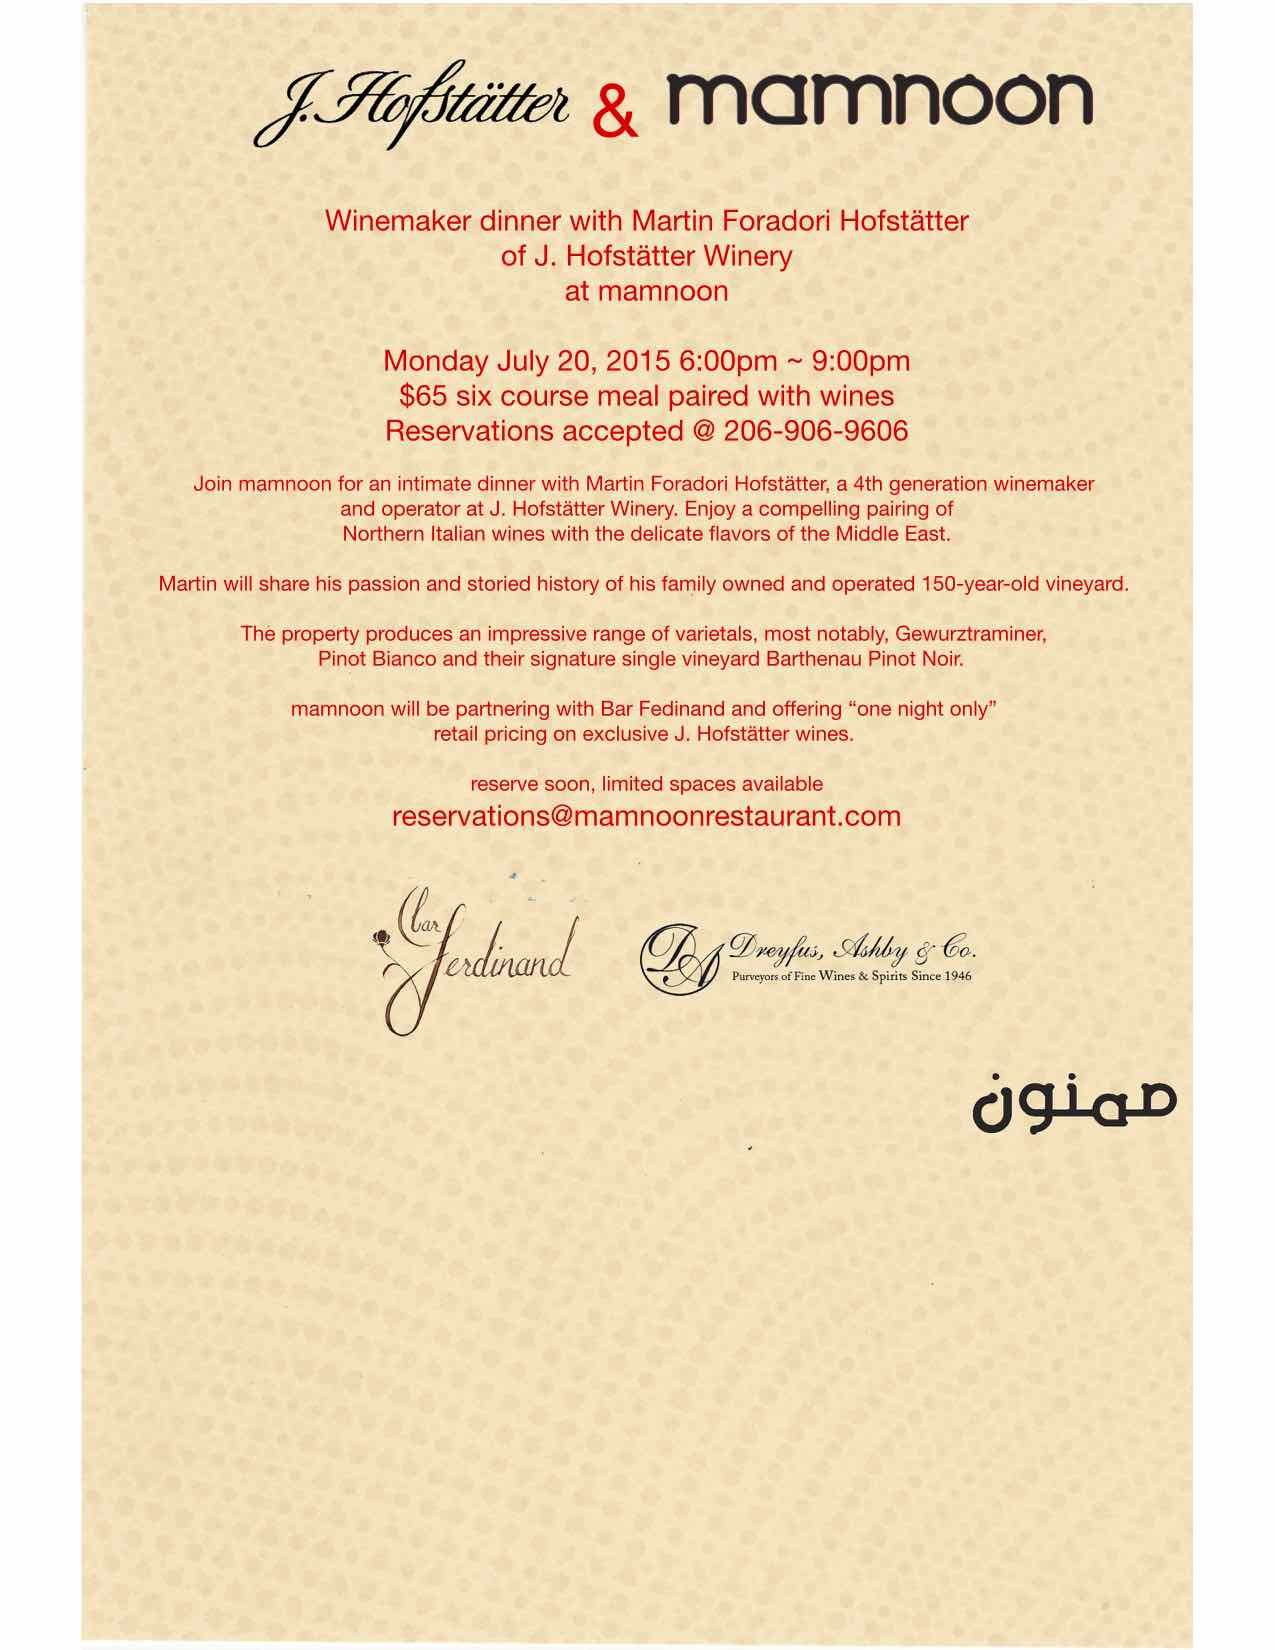 J. Hofstätter & mamnoon
Winemaker dinner with Martin Foradori Hofstätter
of J. Hofstätter Winery
at mamnoon
Monday July 20, 2015 6:00pm ~ 9:00pm
$65 six course meal paired with wines
Reservations accepted @ 206-906-9606
Join mamnoon for an intimate dinner with Martin Foradori Hofstätter, a 4th generation winemaker
and operator at J. Hofstätter Winery. Enjoy a compelling pairing of
Northern Italian wines with the delicate flavors of the Middle East.
Martin will share his passion and storied history of his family owned and operated 150-year-old vineyard.
The property produces an impressive range of varietals, most notably, Gewurztraminer,
Pinot Bianco and their signature single vineyard Barthenau Pinot Noir.
mamnoon will be partnering with Bar Fedinand and offering “one night only”
retail pricing on exclusive J. Hofstätter wines.
reserve soon, limited spaces available
reservations@mamnoonrestaurant.com
bar
ferdinand
DA Dreyfus, Ashby & Co.
Purveyors of Fine Wines & Spirits Since 1946
ممنون